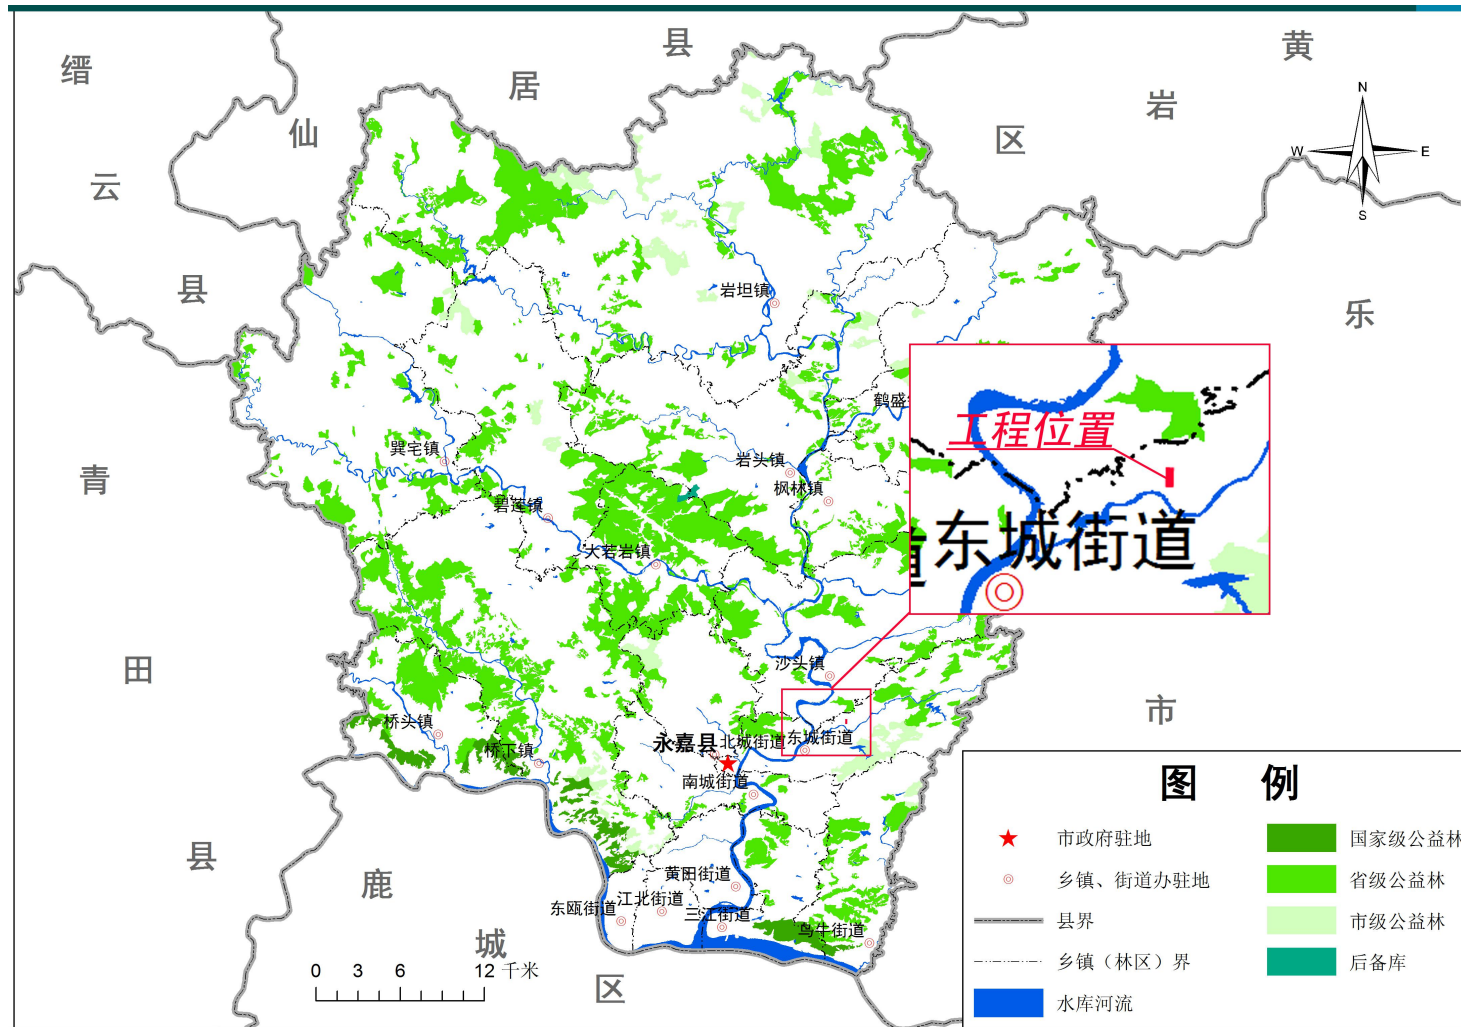 缙
云
县
仙
居
县
黄
岩
区
N
W
E
S
乐
市
青
田
县
鹿
城
区
岩坦镇
鹤盛
巽宅镇
岩头镇
枫林镇
碧莲镇
大若岩镇
工程位置
东城街道
沙头镇
桥头镇
桥下镇
永嘉县
北城街道
东城街道
南城街道
黄田街道
江北街道
东瓯街道
三江街道
乌牛街道
0 3 6 12 千米
图 例
市政府驻地
乡镇、街道办驻地
县界
乡镇（林区）界
水库河流
国家级公益林
省级公益林
市级公益林
后备库